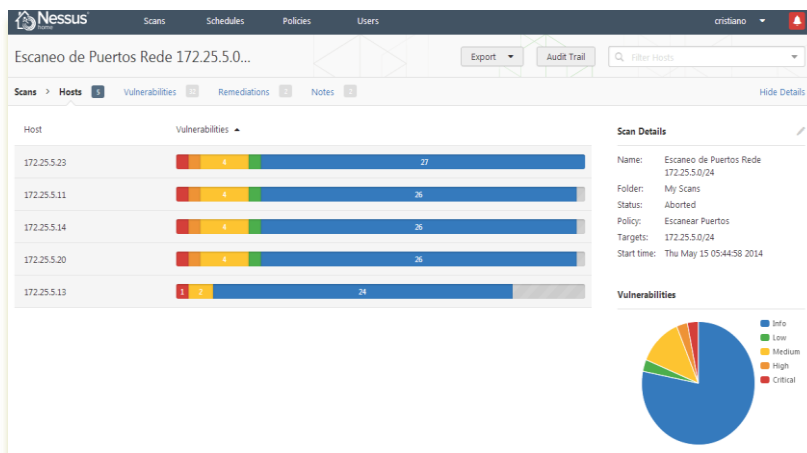 Nessus
home
Scans Schedules Policies Users cristiano
Escaneo de Puertos Rede 172.25.5.0... Export Audit Trail Filter Hosts
Scans > Hosts 5 Vulnerabilities Remediations 2 Notes Hide Details
Host Vulnerabilities
172.25.5.23 4 27
172.25.5.11 4 26
172.25.5.14 4 26
172.25.5.20 4 26
172.25.5.13 1 2 24
Scan Details
Name: Escaneo de Puertos Rede
172.25.5.0/24
Folder: My Scans
Status: Aborted
Policy: Escanear Puertos
Targets: 172.25.5.0/24
Start time: Thu May 15 05:44:58 2014
Vulnerabilities
Info
Low
Medium
High
Critical